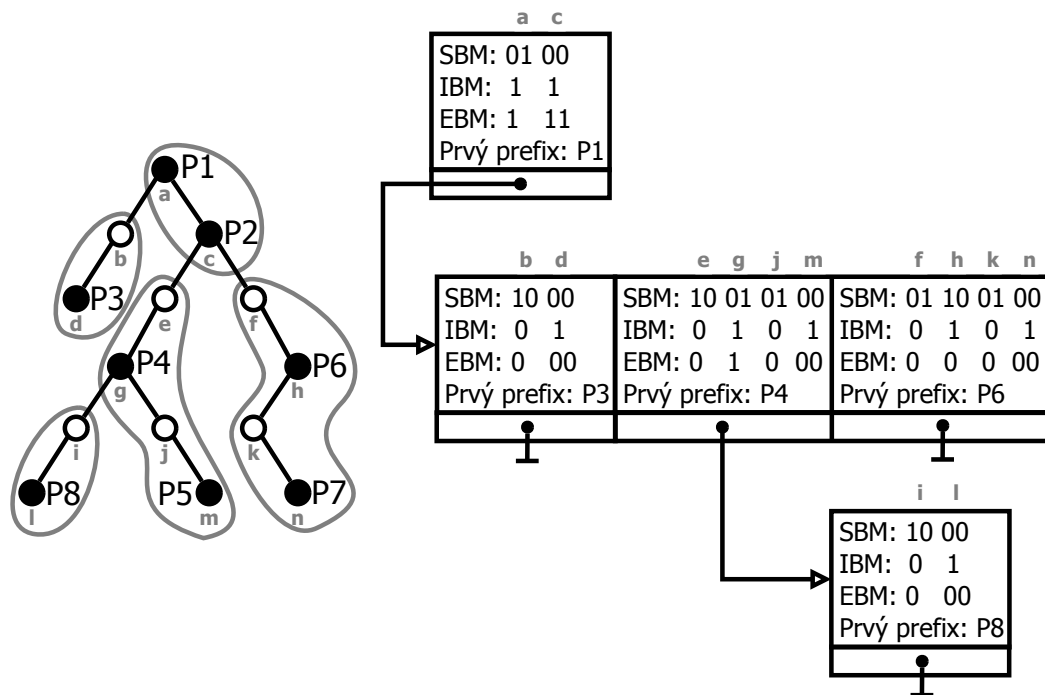 P1
a
P2
b
c
P3
d
e
f
P4
g
P6
h
i
j
k
P8
l
P5
m
P7
n
a c
SBM: 01 00
IBM: 1 1
EBM: 1 11
Prvý prefix: P1
b d
SBM: 10 00
IBM: 0 1
EBM: 0 00
Prvý prefix: P3
e g j m
SBM: 10 01 01 00
IBM: 0 1 0 1
EBM: 0 1 0 00
Prvý prefix: P4
f h k n
SBM: 01 10 01 00
IBM: 0 1 0 1
EBM: 0 0 0 00
Prvý prefix: P6
i l
SBM: 10 00
IBM: 0 1
EBM: 0 00
Prvý prefix: P8